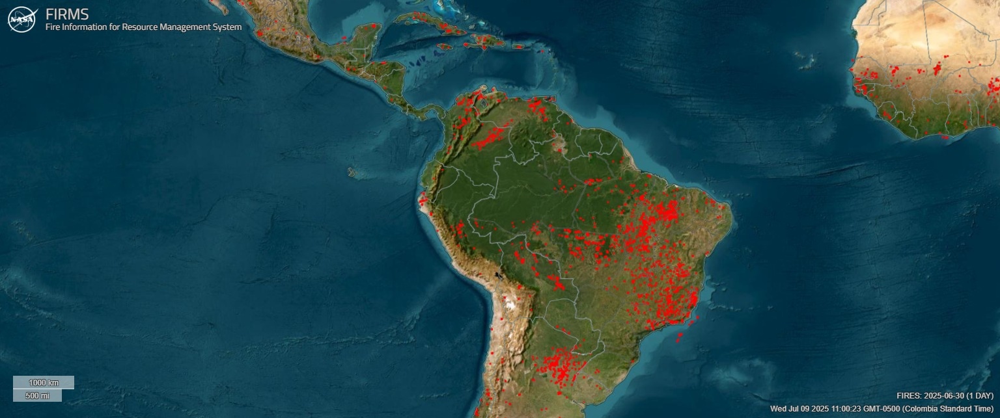 NASA
FIRMS
Fire Information for Resource Management System
1000 km
500 mi
FIRES: 2025-06-30 (1 DAY)
Wed Jul 09 2025 11:00:23 GMT-0500 (Colombia Standard Time)